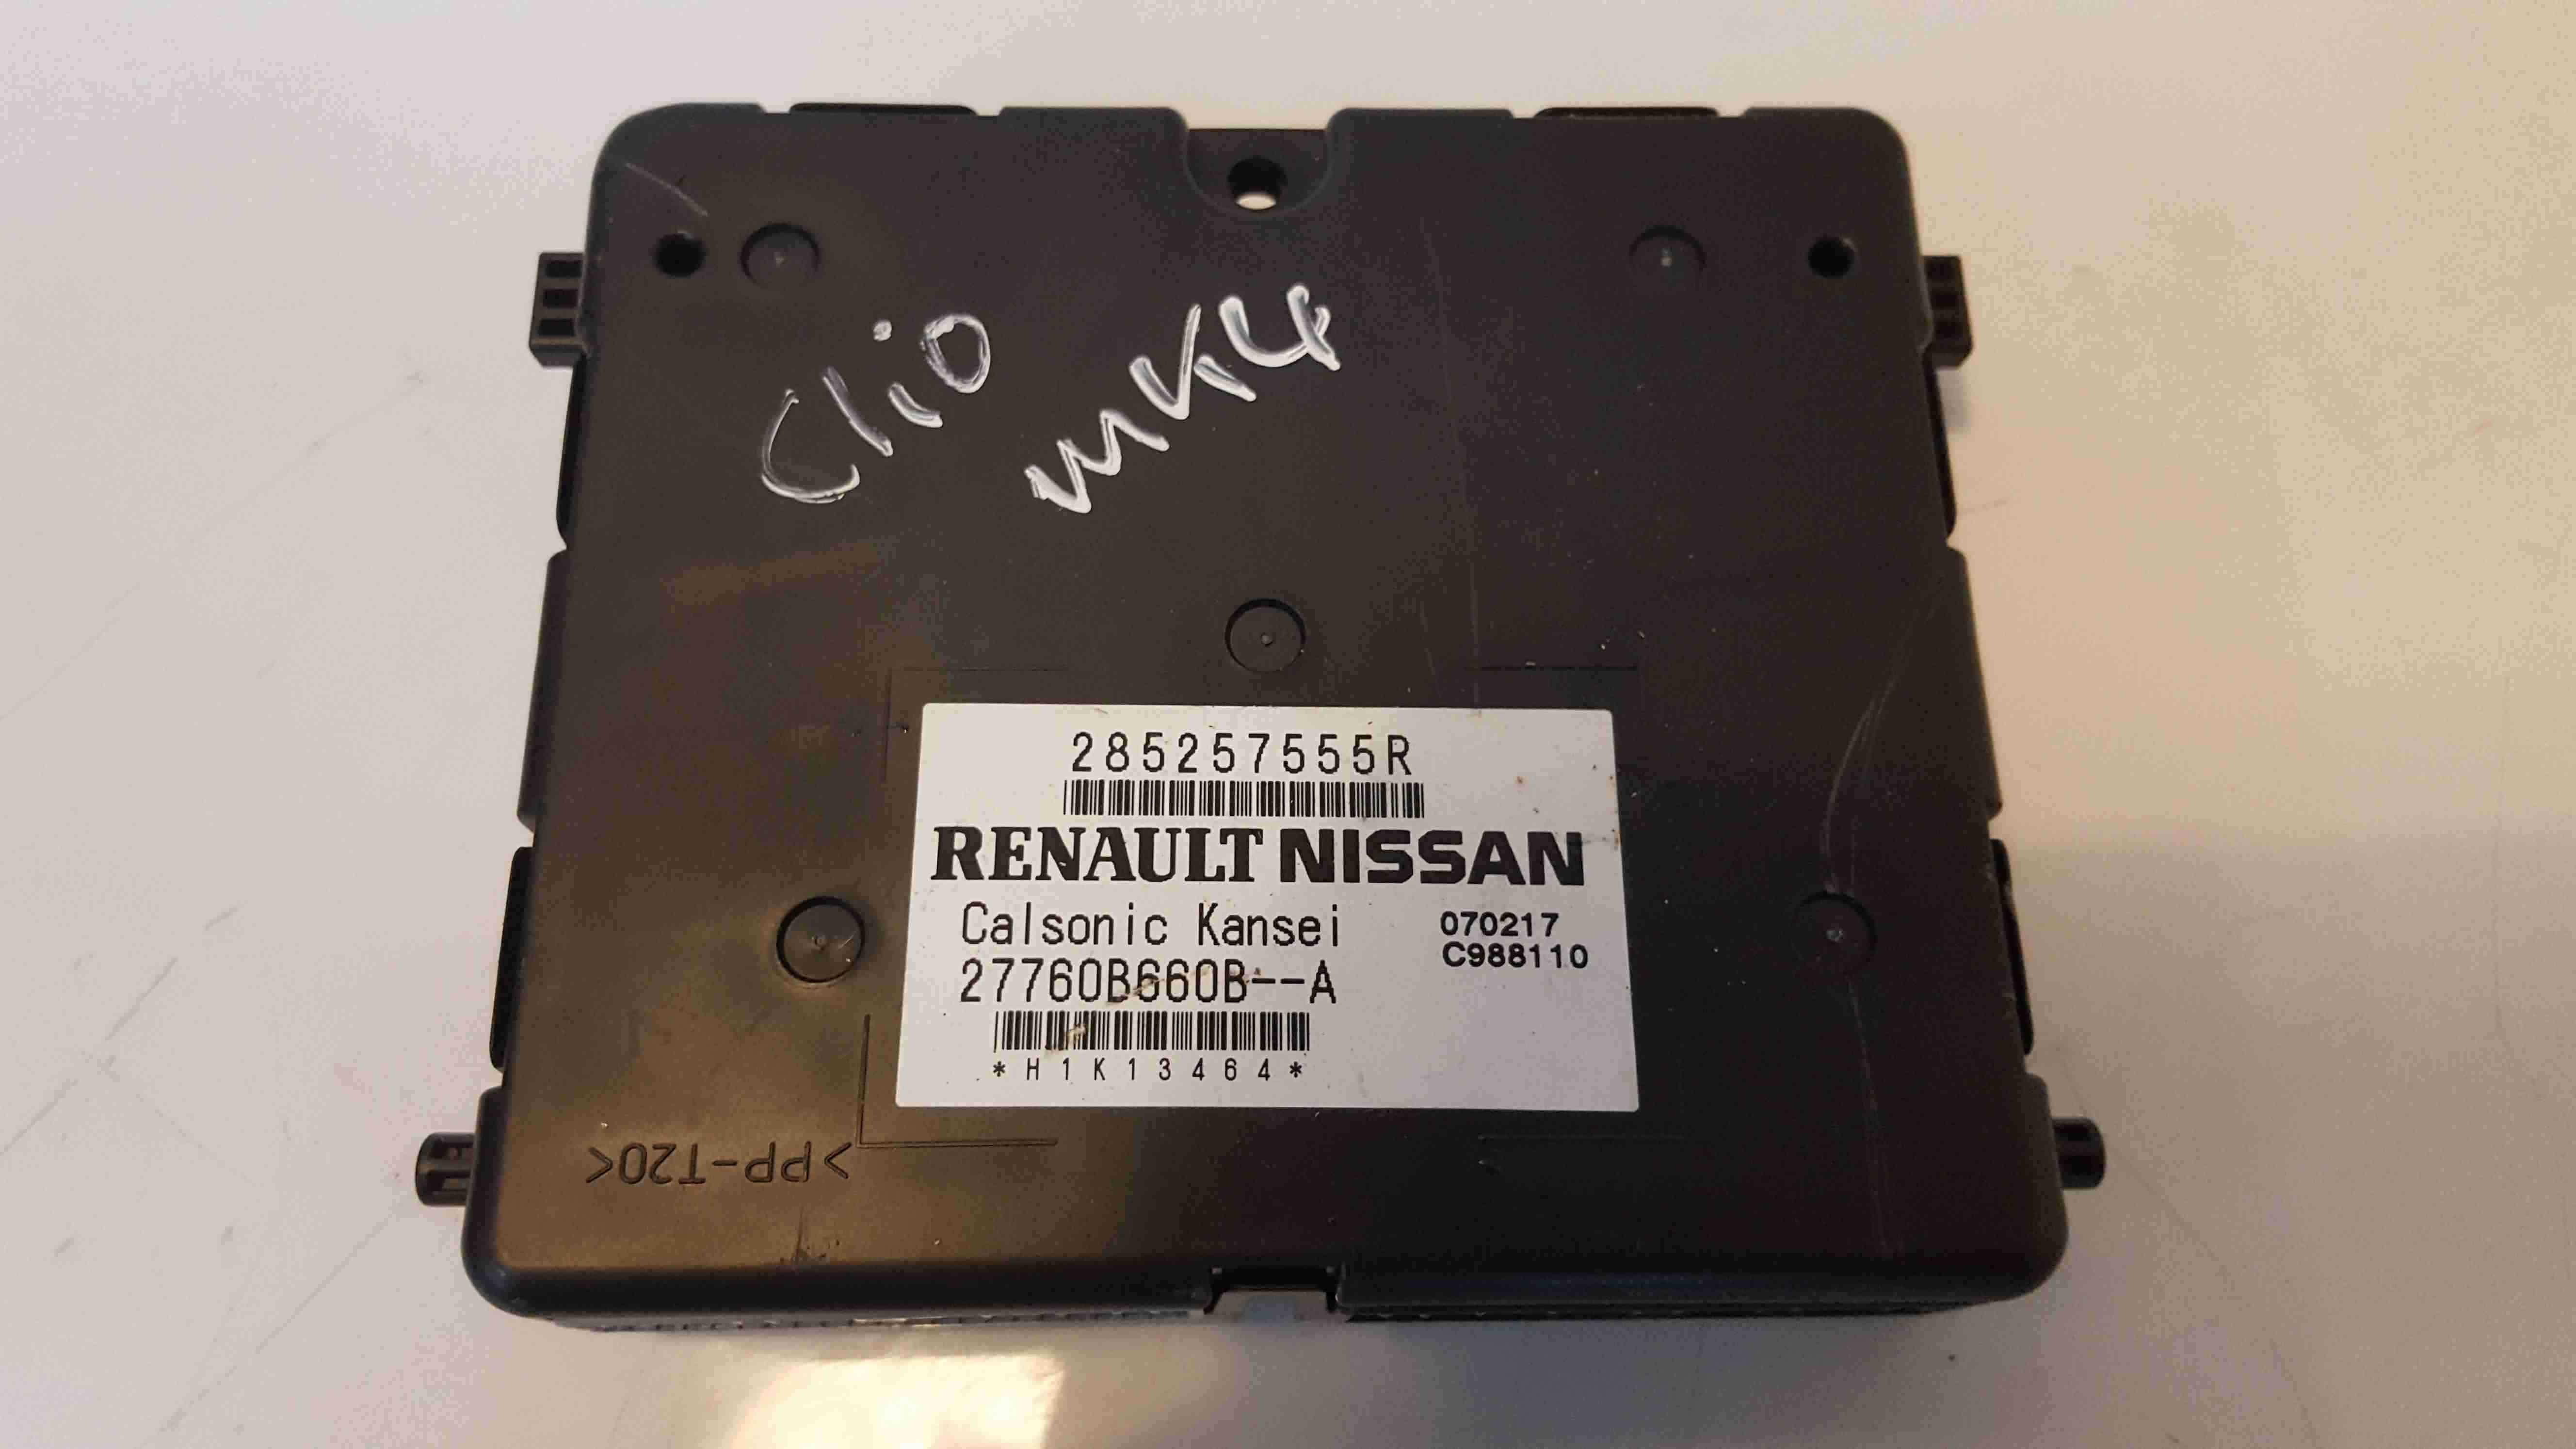 Clio
MK4
285257555R
RENAULT NISSAN
Calsonic Kansei
070217
C988110
27760B660B--A
*H1K13464*
>PP-T20<